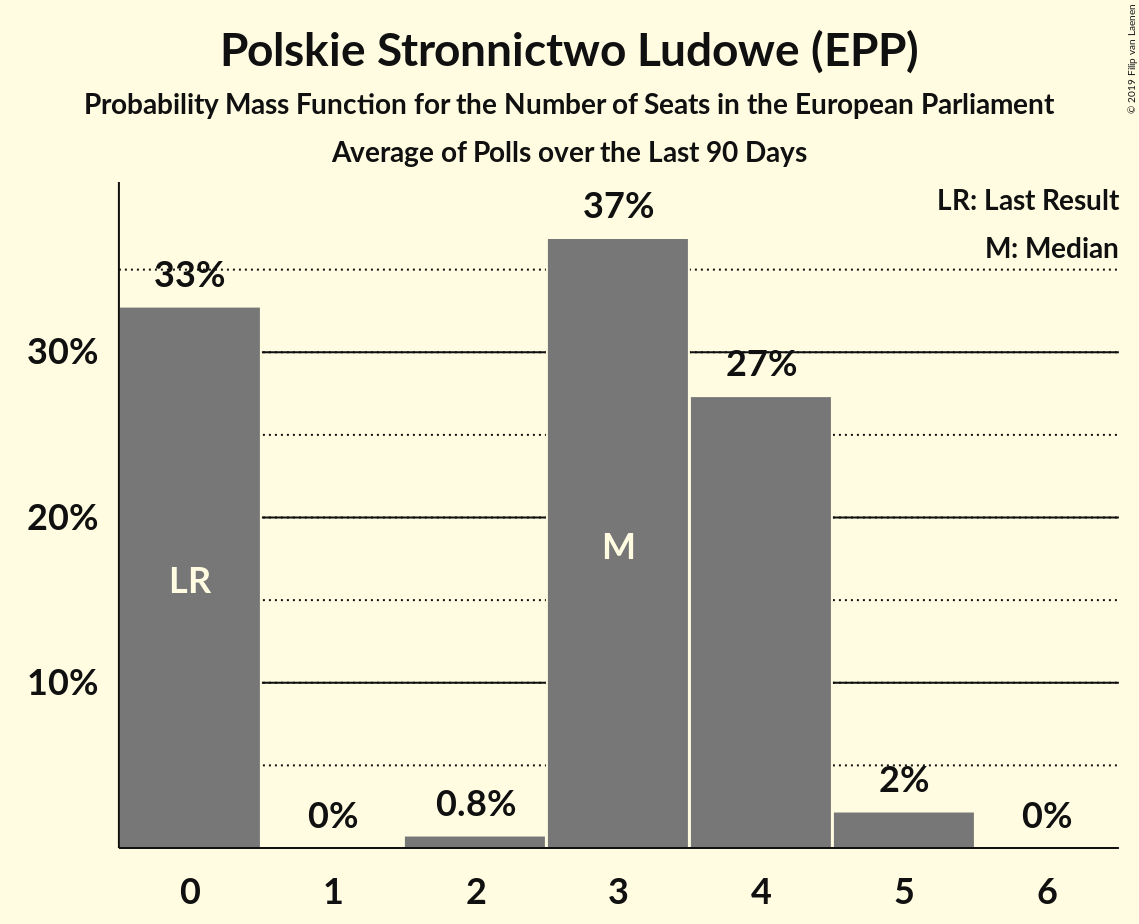 Polskie Stronnictwo Ludowe (EPP)
Probability Mass Function for the Number of Seats in the European Parliament
Average of Polls over the Last 90 Days
© 2019 Filip van Laenen
LR: Last Result
M: Median
37%
33%
30%
27%
20%
M
LR
10%
2%
0.8%
0%
0%
0 1 2 3 4 5 6